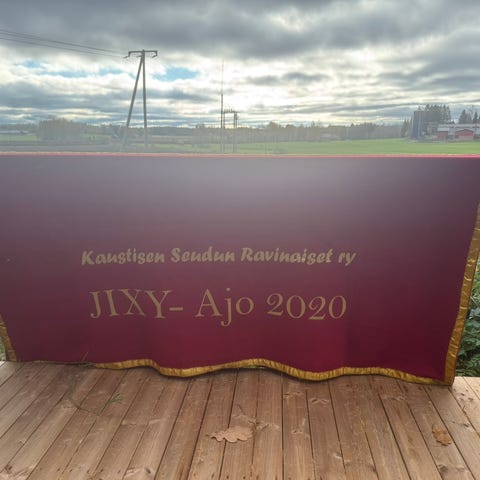 Kaustisen Seudun Ravinaiset ry
JIXY- Ajo 2020